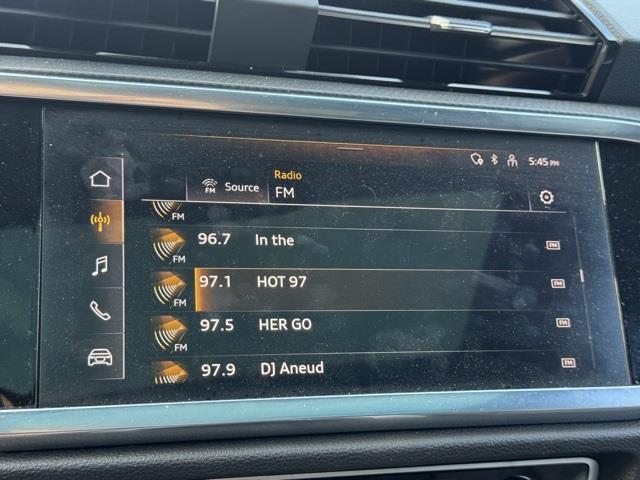 Radio
5:45 PM
FM Source FM
FM
96.7 In the FM
FM
97.1 HOT 97 FM
FM
97.5 HER GO FM
FM
97.9 DJ Aneud FM